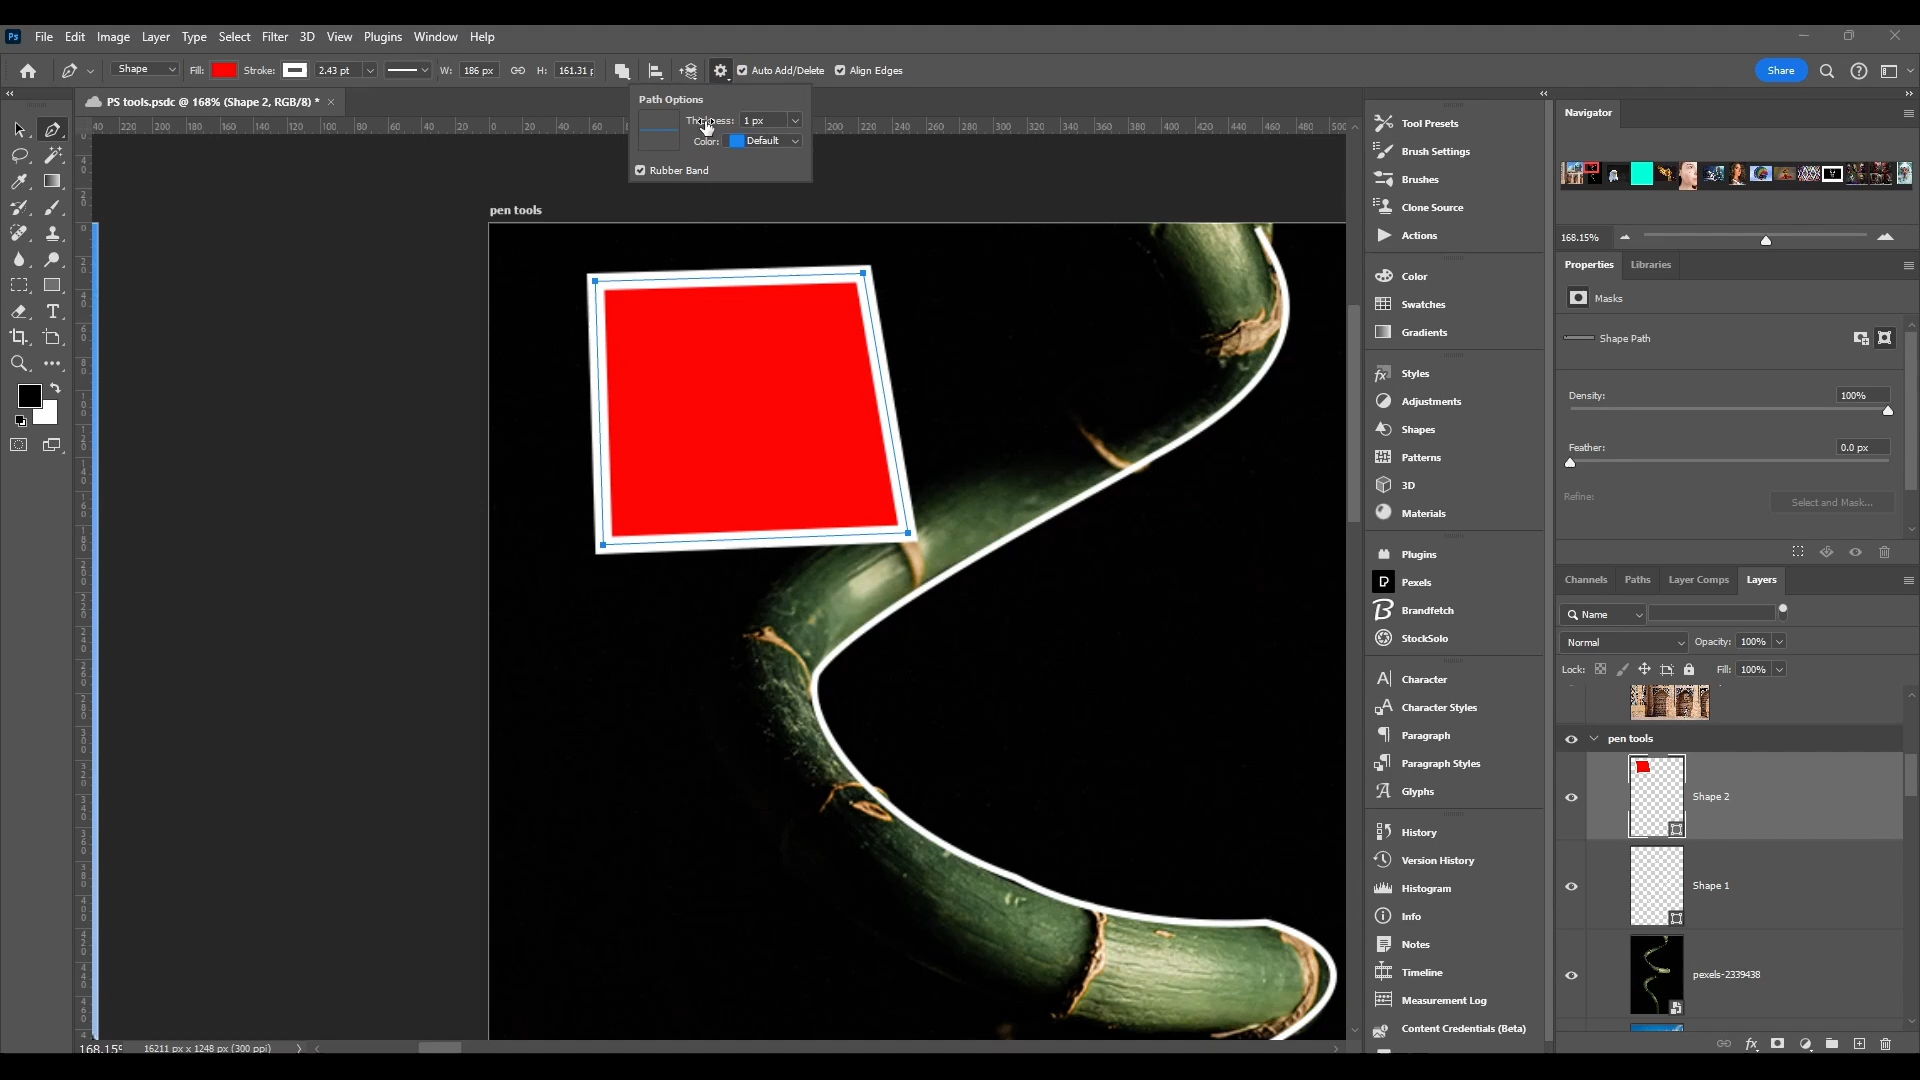 Ps File Edit Image Layer Type Select Filter 3D View Plugins Window Help
Shape Fill: Stroke: 2.43 pt W: 186 px H: 161.31 Auto Add/Delete Align Edges Share
PS tools.psdc @ 168% (Shape 2, RGB/8) *
Path Options
Thickness: 1 px
Color: Default
Rubber Band
pen tools
Tool Presets
Brush Settings
Brushes
Clone Source
Actions
Color
Swatches
Gradients
Styles
Adjustments
Shapes
Patterns
3D
Materials
Plugins
Pexels
Brandfetch
StockSolo
Character
Character Styles
Paragraph
Paragraph Styles
Glyphs
History
Version History
Histogram
Info
Notes
Timeline
Measurement Log
Content Credentials (Beta)
Navigator
168.15%
Properties Libraries
Masks
Shape Path
Density: 100%
Feather: 0.0 px
Refine: Select and Mask...
Channels Paths Layer Comps Layers
Name
Normal Opacity: 100%
Lock: Fill: 100%
pen tools
Shape 2
Shape 1
pexels-2339438
168.15% 16211 px x 1248 px (300 ppi)